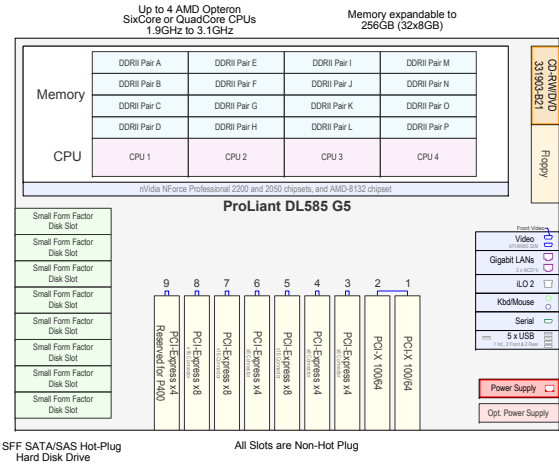 Up to 4 AMD Opteron
SixCore or QuadCore CPUs
1.9GHz to 3.1GHz
Memory expandable to
256GB (32x8GB)
Memory
DDRII Pair A
DDRII Pair E
DDRII Pair I
DDRII Pair M
DDRII Pair B
DDRII Pair F
DDRII Pair J
DDRII Pair N
DDRII Pair C
DDRII Pair G
DDRII Pair K
DDRII Pair O
DDRII Pair D
DDRII Pair H
DDRII Pair L
DDRII Pair P
CPU
CPU 1
CPU 2
CPU 3
CPU 4
nVidia NForce Professional 2200 and 2050 chipsets, and AMD-8132 chipset
CD-RW/DVD
331903-B21
Floppy
ProLiant DL585 G5
Small Form Factor
Disk Slot
Small Form Factor
Disk Slot
Small Form Factor
Disk Slot
Small Form Factor
Disk Slot
Small Form Factor
Disk Slot
Small Form Factor
Disk Slot
Small Form Factor
Disk Slot
Small Form Factor
Disk Slot
9
8
7
6
5
4
3
2
1
PCI-Express x4
Reserved for P400
PCI-Express x8
PCI-Express x8
PCI-Express x4
PCI-Express x8
PCI-Express x4
PCI-Express x4
PCI-X 100/64
PCI-X 100/64
Front Video
Video
Gigabit LANs
iLO 2
Kbd/Mouse
Serial
5 x USB
1 Int., 2 Front & 2 Rear
Power Supply
Opt. Power Supply
SFF SATA/SAS Hot-Plug
Hard Disk Drive
All Slots are Non-Hot Plug